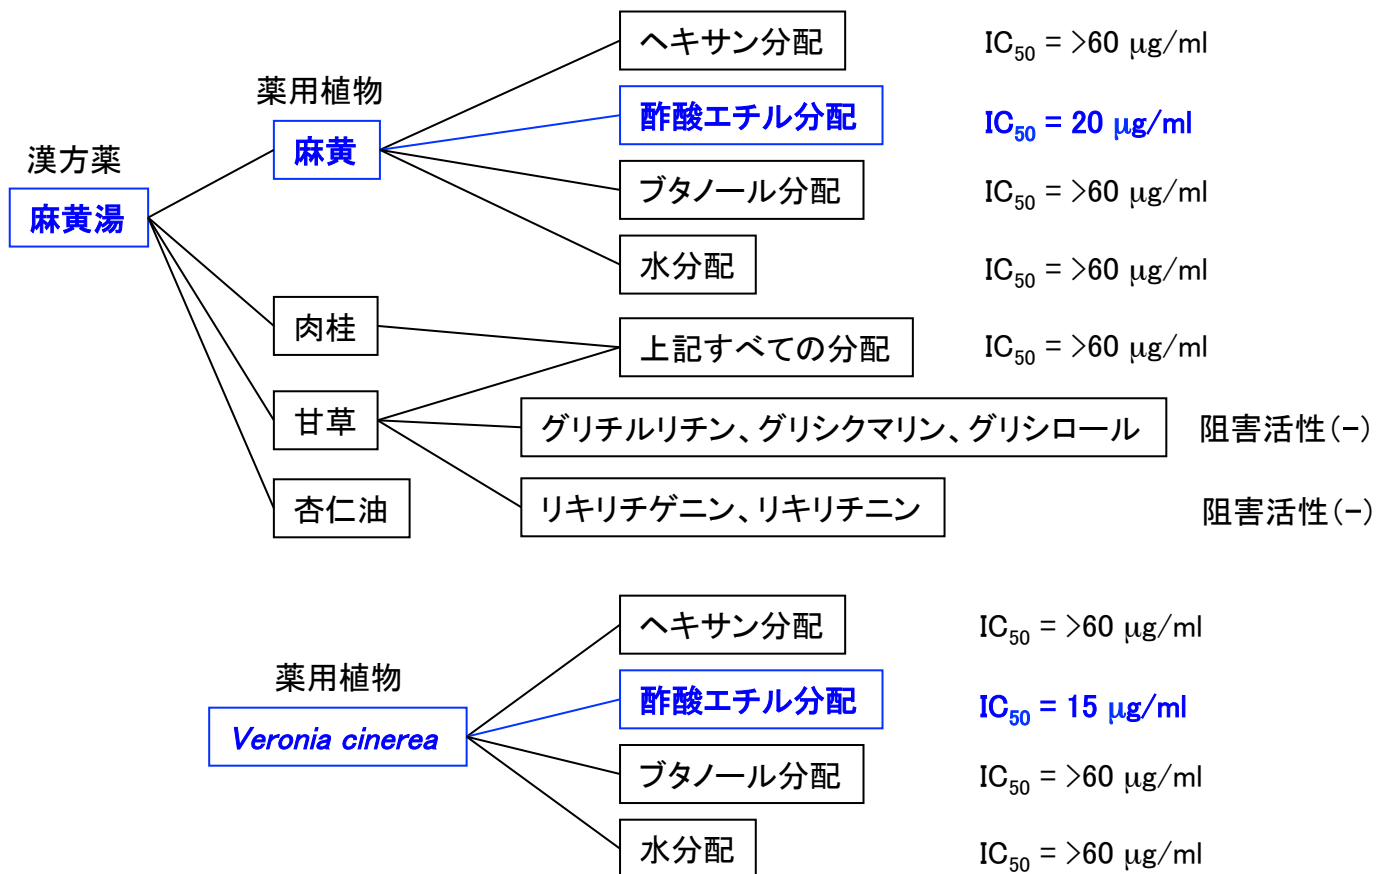 ヘキサン分配 IC50 = >60 μg/ml
薬用植物
酢酸エチル分配 IC50 = 20 μg/ml
麻黄
漢方薬
ブタノール分配 IC50 = >60 μg/ml
麻黄湯
水分配 IC50 = >60 μg/ml
肉桂
上記すべての分配 IC50 = >60 μg/ml
甘草
グリチルリチン、グリシクマリン、グリシロール 阻害活性(-)
杏仁油
リキリチゲニン、リキリチニン 阻害活性(-)
ヘキサン分配 IC50 = >60 μg/ml
薬用植物
酢酸エチル分配 IC50 = 15 μg/ml
Veronia cinerea
ブタノール分配 IC50 = >60 μg/ml
水分配 IC50 = >60 μg/ml